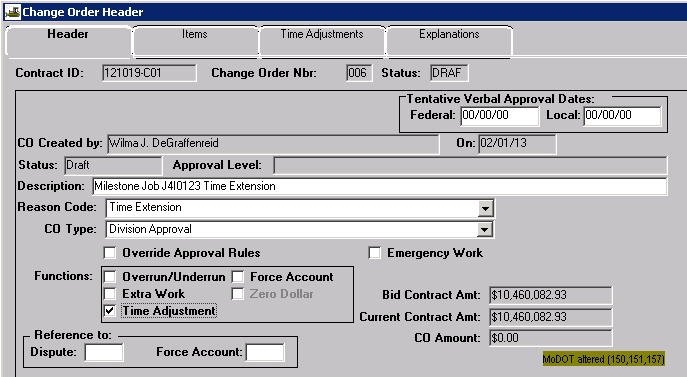 Change Order Header
Header Items Time Adjustments Explanations
Contract ID: 121019-C01 Change Order Nbr: 006 Status: DRAF
Tentative Verbal Approval Dates:
Federal: 00/00/00 Local: 00/00/00
CO Created by: Wilma J. DeGraffenreid On: 02/01/13
Status: Draft Approval Level:
Description: Milestone Job J4I0123 Time Extension
Reason Code: Time Extension
CO Type: Division Approval
Override Approval Rules Emergency Work
Functions: Overrun/Underrun Force Account
Extra Work Zero Dollar Bid Contract Amt: $10,460,082.93
Time Adjustment Current Contract Amt: $10,460,082.93
Reference to: CO Amount: $0.00
Dispute: Force Account: MoDOT altered (150,151,157)